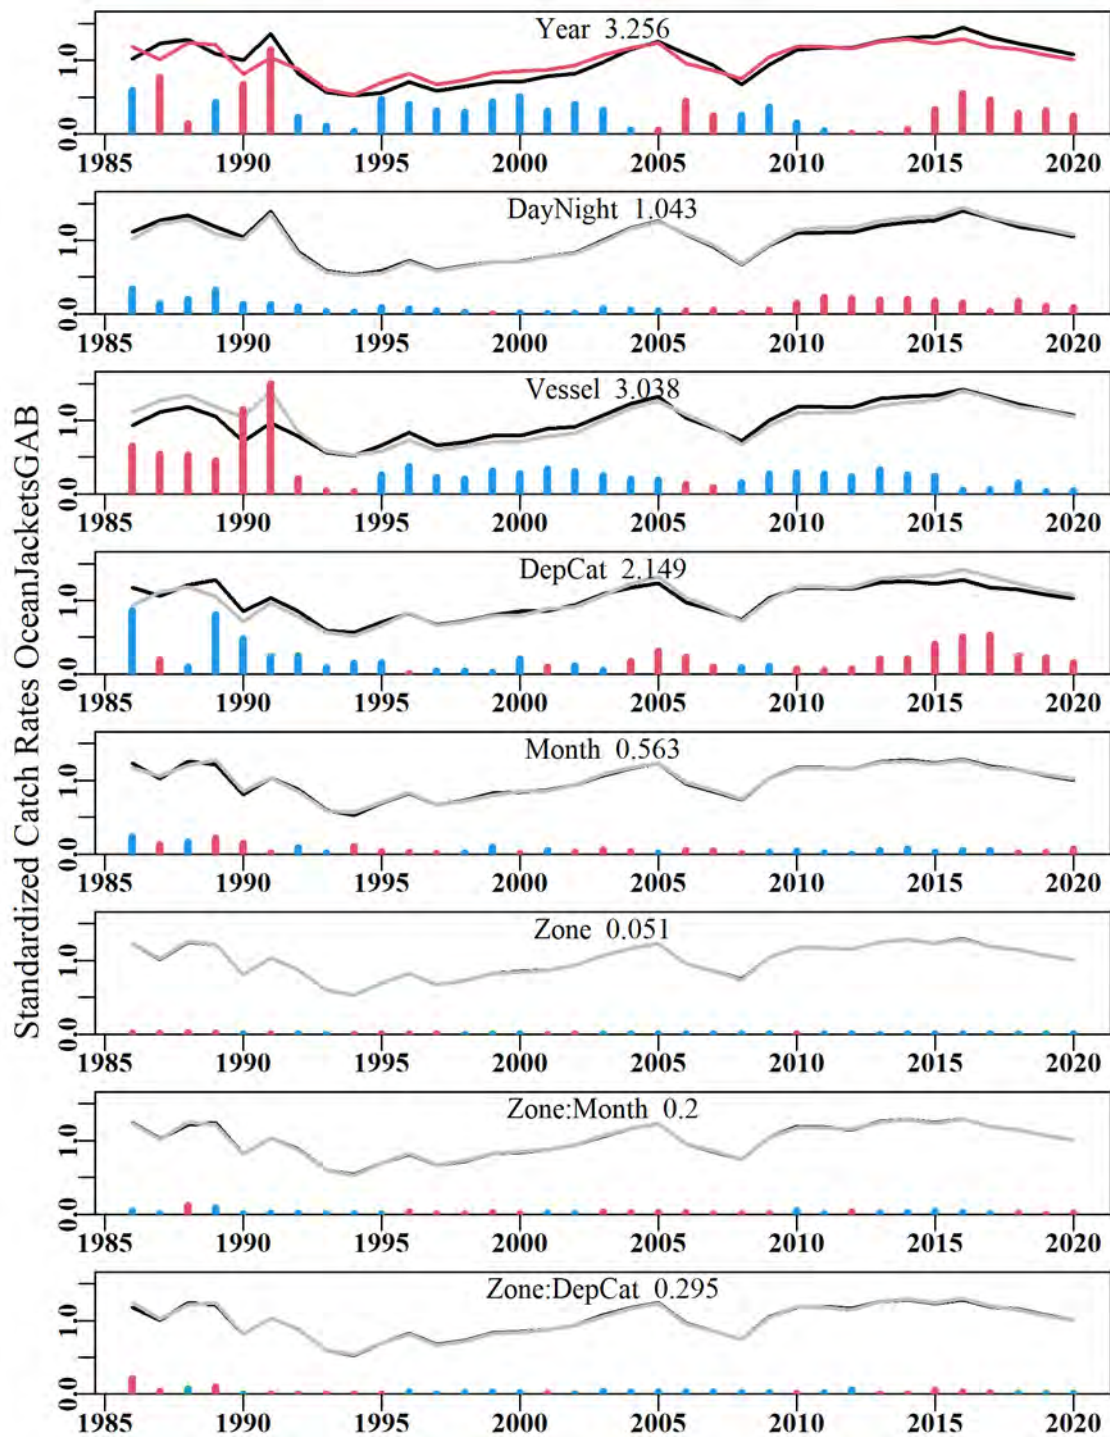 Standardized Catch Rates OceanJacketsGAB
Year 3.256
0.0 1.0
1985 1990 1995 2000 2005 2010 2015 2020
DayNight 1.043
0.0 1.0
1985 1990 1995 2000 2005 2010 2015 2020
Vessel 3.038
0.0 1.0
1985 1990 1995 2000 2005 2010 2015 2020
DepCat 2.149
0.0 1.0
1985 1990 1995 2000 2005 2010 2015 2020
Month 0.563
0.0 1.0
1985 1990 1995 2000 2005 2010 2015 2020
Zone 0.051
0.0 1.0
1985 1990 1995 2000 2005 2010 2015 2020
Zone:Month 0.2
0.0 1.0
1985 1990 1995 2000 2005 2010 2015 2020
Zone:DepCat 0.295
0.0 1.0
1985 1990 1995 2000 2005 2010 2015 2020